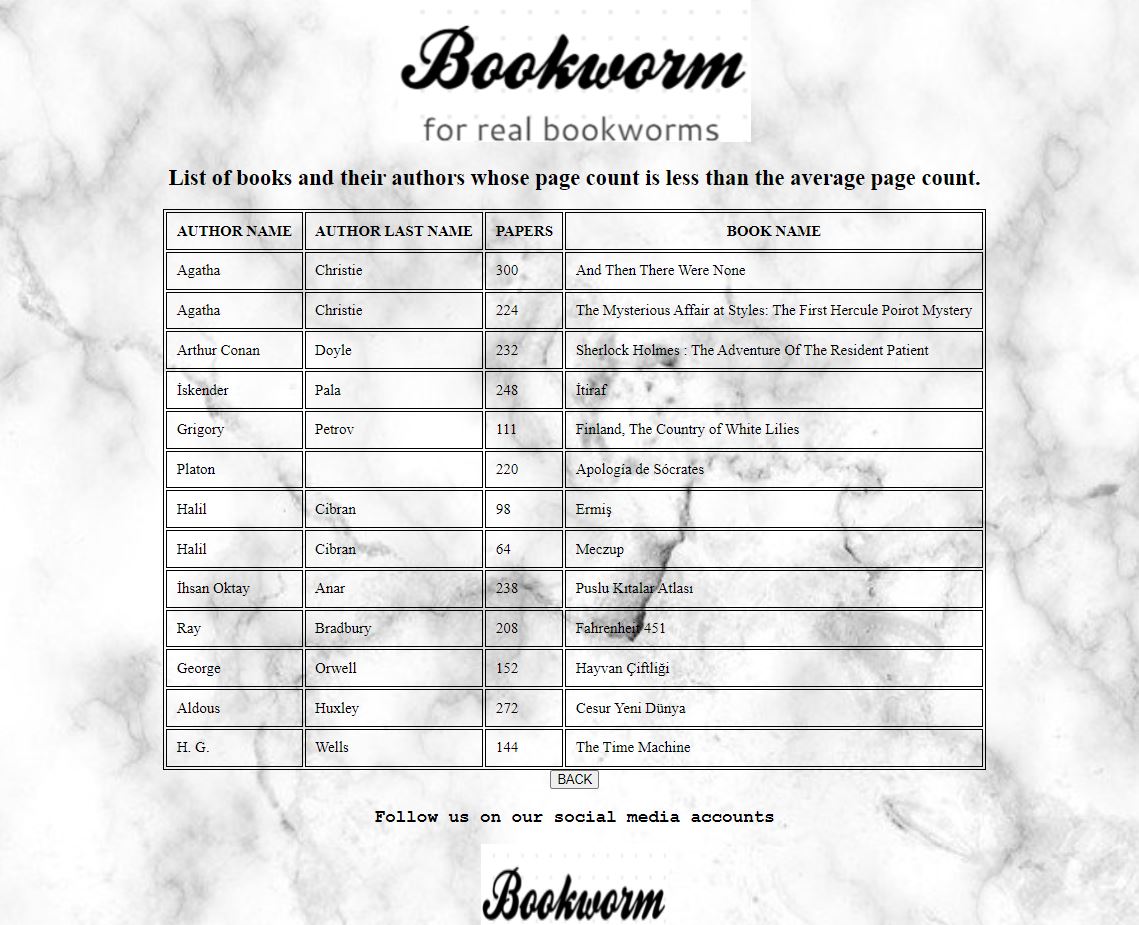 Bookworm
for real bookworms
List of books and their authors whose page count is less than the average page count.
AUTHOR NAME AUTHOR LAST NAME PAPERS BOOK NAME
Agatha Christie 300 And Then There Were None
Agatha Christie 224 The Mysterious Affair at Styles: The First Hercule Poirot Mystery
Arthur Conan Doyle 232 Sherlock Holmes : The Adventure Of The Resident Patient
İskender Pala 248 İtiraf
Grigory Petrov 111 Finland, The Country of White Lilies
Platon 220 Apología de Sócrates
Halil Cibran 98 Ermiş
Halil Cibran 64 Meczup
İhsan Oktay Anar 238 Puslu Kıtalar Atlası
Ray Bradbury 208 Fahrenheit 451
George Orwell 152 Hayvan Çiftliği
Aldous Huxley 272 Cesur Yeni Dünya
H. G. Wells 144 The Time Machine
BACK
Follow us on our social media accounts
Bookworm